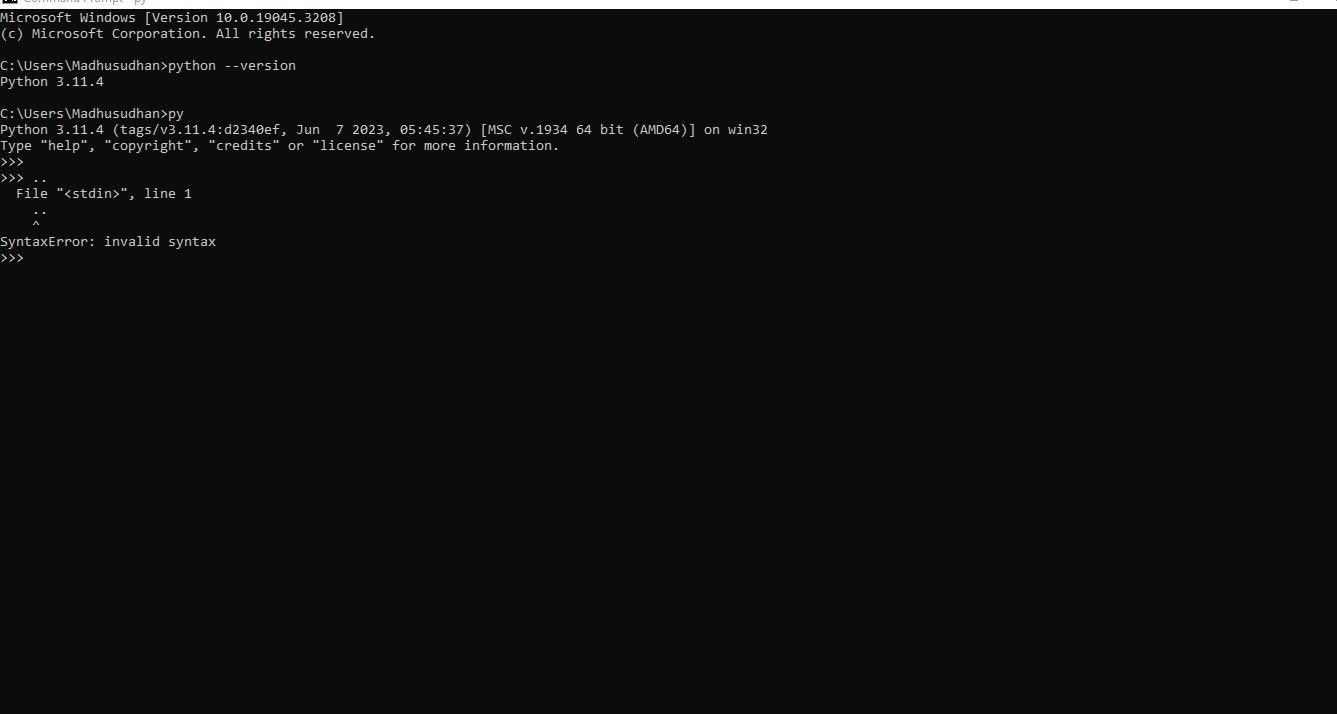 Command Prompt - py
Microsoft Windows [Version 10.0.19045.3208]
(c) Microsoft Corporation. All rights reserved.
C:\Users\Madhusudhan>python --version
Python 3.11.4
C:\Users\Madhusudhan>py
Python 3.11.4 (tags/v3.11.4:d2340ef, Jun  7 2023, 05:45:37) [MSC v.1934 64 bit (AMD64)] on win32
Type "help", "copyright", "credits" or "license" for more information.
>>>
>>> ..
  File "<stdin>", line 1
    ..
    ^
SyntaxError: invalid syntax
>>>